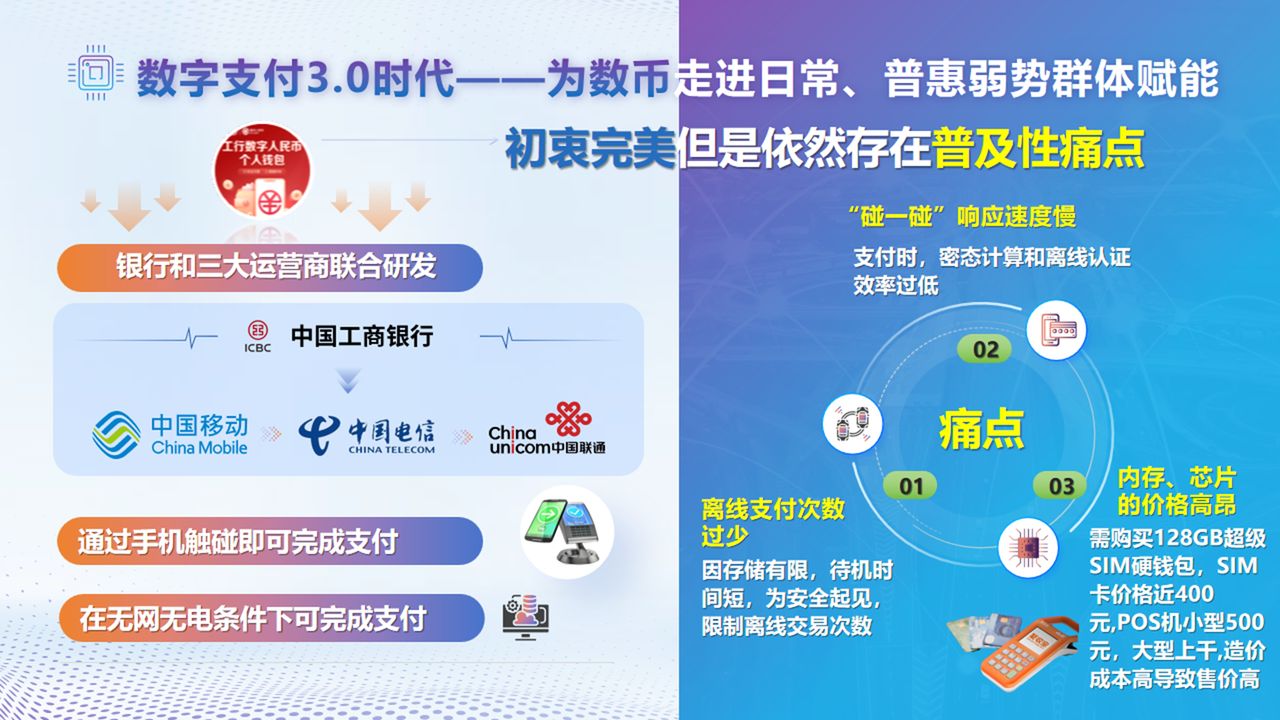 数字支付3.0时代——为数币走进日常、普惠弱势群体赋能
初衷完美但是依然存在普及性痛点
工行数字人民币
个人钱包
银行和三大运营商联合研发
ICBC
中国工商银行
中国移动
China Mobile
中国电信
CHINA TELECOM
China
unicom中国联通
通过手机触碰即可完成支付
在无网无电条件下可完成支付
“碰一碰”响应速度慢
支付时，密态计算和离线认证
效率过低
02
痛点
01
03
离线支付次数
过少
因存储有限，待机时
间短，为安全起见，
限制离线交易次数
内存、芯片
的价格高昂
需购买128GB超级
SIM硬钱包，SIM
卡价格近400
元,POS机小型500
元，大型上千,造价
成本高导致售价高